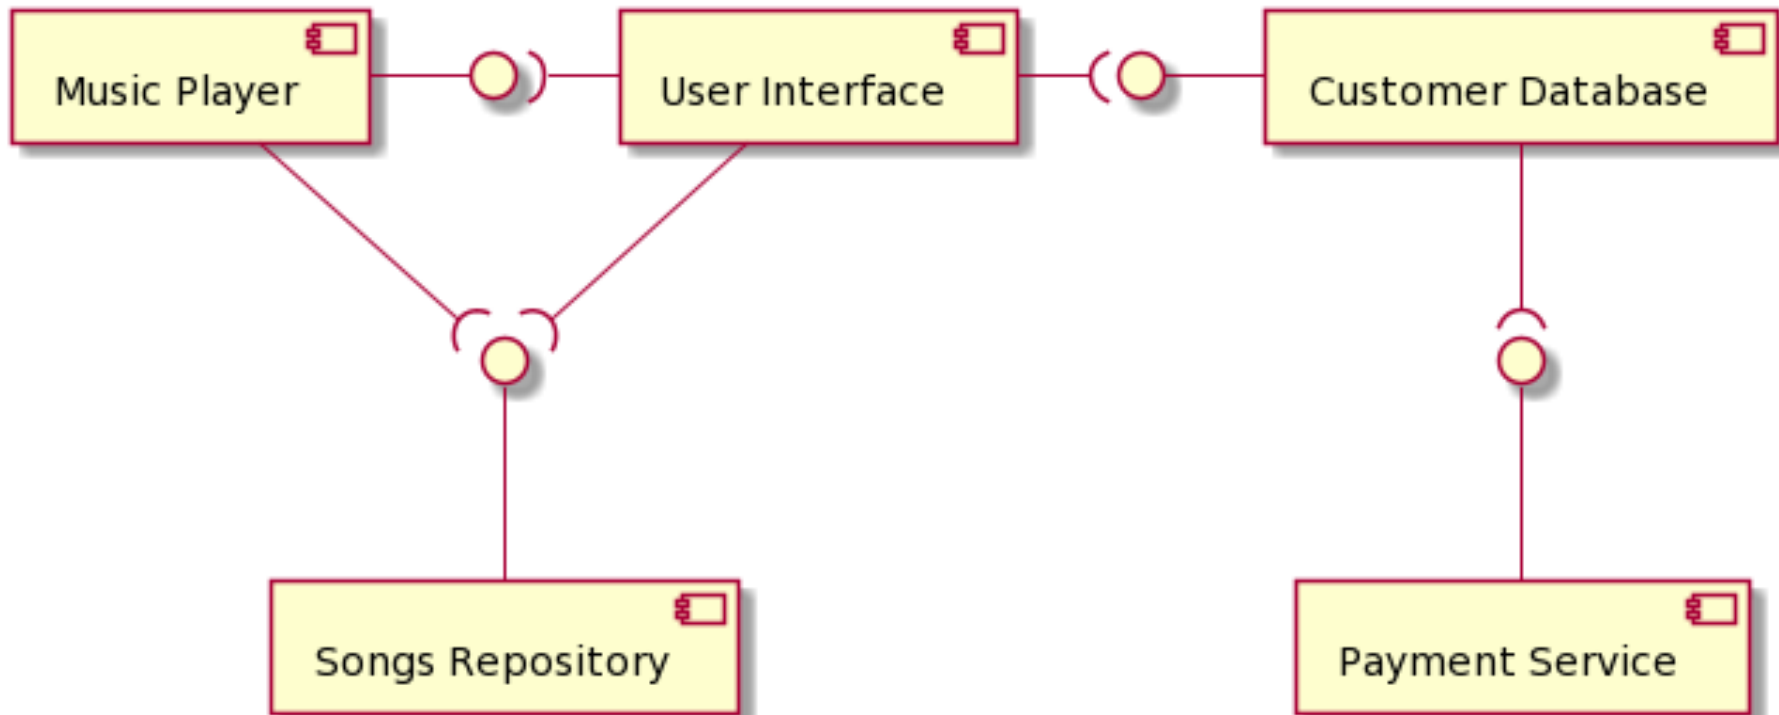 Music Player
User Interface
Customer Database
Songs Repository
Payment Service